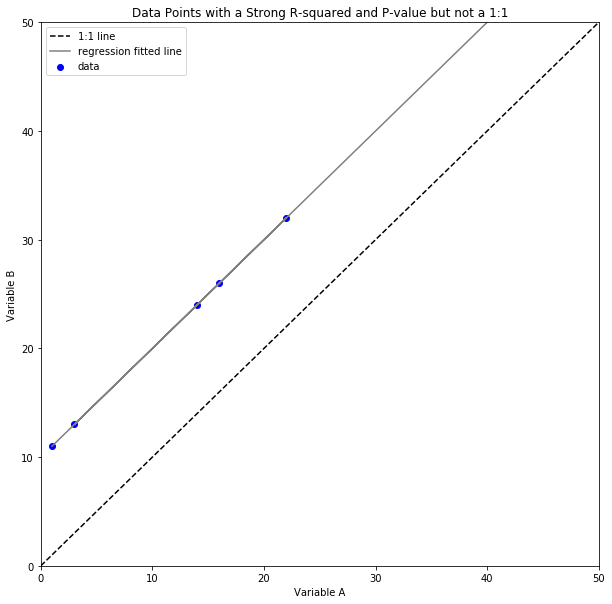 Data Points with a Strong R-squared and P-value but not a 1:1
1:1 line
regression fitted line
data
50
40
30
20
10
0
Variable B
0 10 20 30 40 50
Variable A